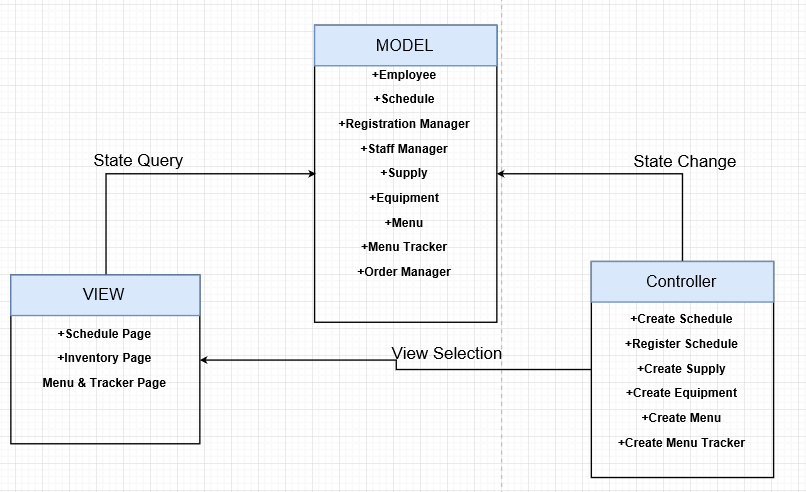 MODEL
+Employee
+Schedule
+Registration Manager
+Staff Manager
+Supply
+Equipment
+Menu
+Menu Tracker
+Order Manager
State Query
State Change
VIEW
+Schedule Page
+Inventory Page
Menu & Tracker Page
View Selection
Controller
+Create Schedule
+Register Schedule
+Create Supply
+Create Equipment
+Create Menu
+Create Menu Tracker